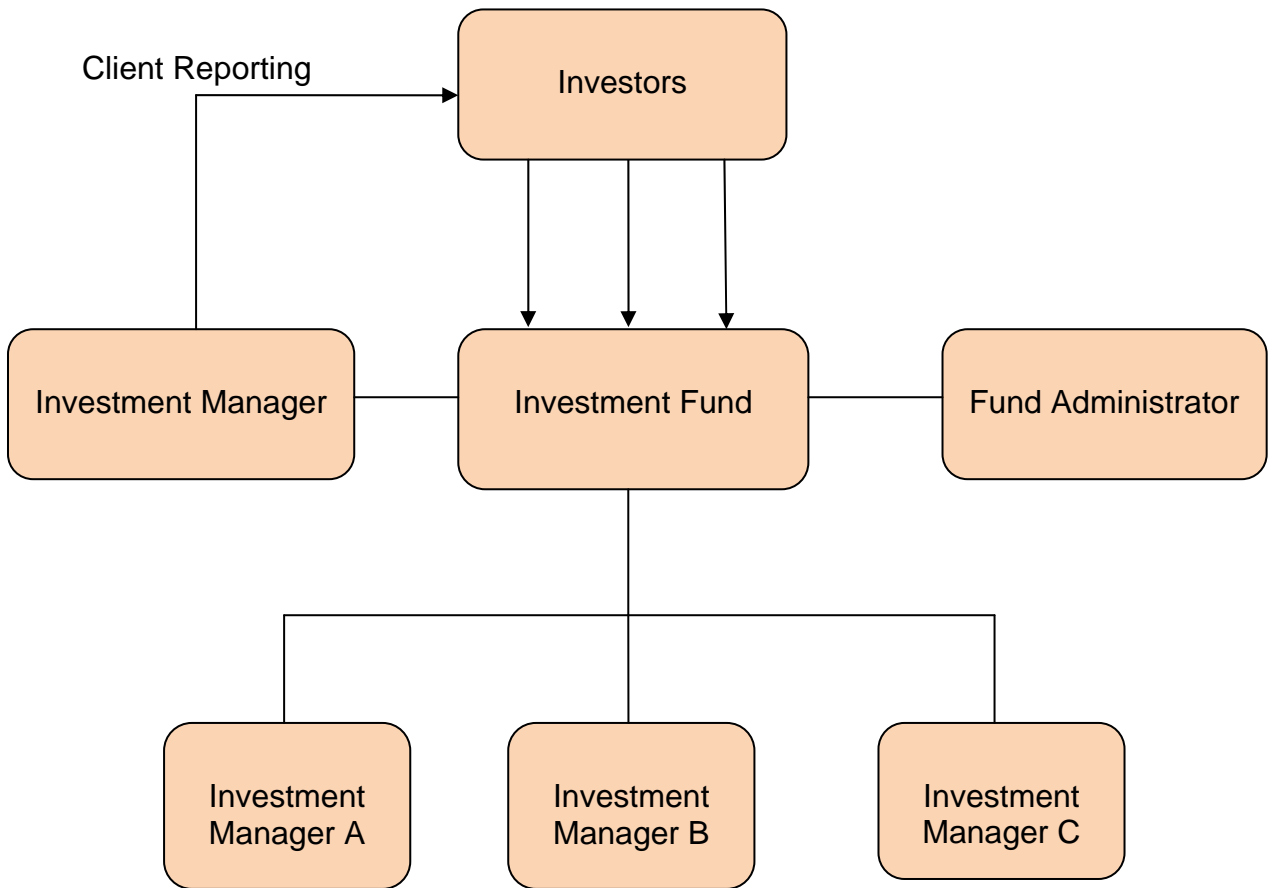 Client Reporting
Investors
Investment Manager
Investment Fund
Fund Administrator
Investment
Manager A
Investment
Manager B
Investment
Manager C